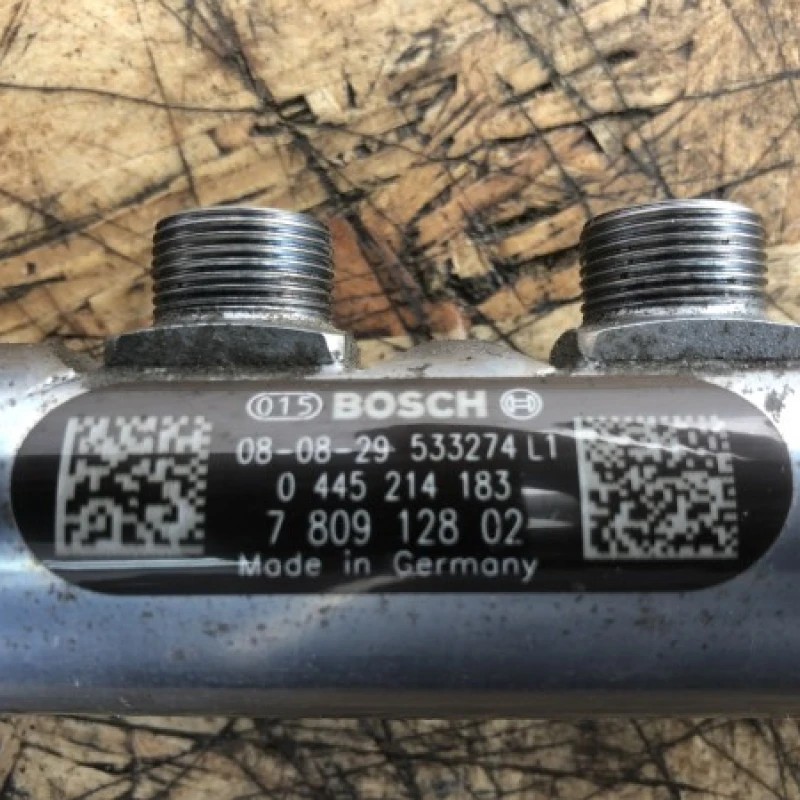 015 BOSCH
08-08-29 533274 L1
0 445 214 183
7 809 128 02
Made in Germany